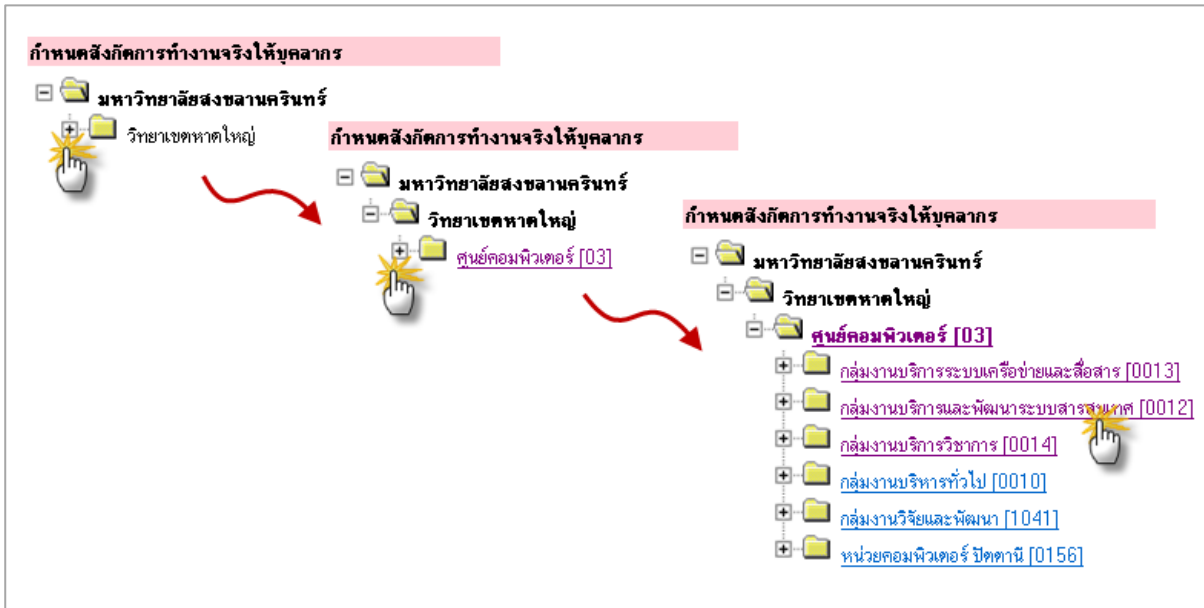 กำหนดสังกัดการทำงานจริงให้บุคลากร
มหาวิทยาลัยสงขลานครินทร์
วิทยาเขตหาดใหญ่
กำหนดสังกัดการทำงานจริงให้บุคลากร
มหาวิทยาลัยสงขลานครินทร์
วิทยาเขตหาดใหญ่
ศูนย์คอมพิวเตอร์ [03]
กำหนดสังกัดการทำงานจริงให้บุคลากร
มหาวิทยาลัยสงขลานครินทร์
วิทยาเขตหาดใหญ่
ศูนย์คอมพิวเตอร์ [03]
กลุ่มงานบริการระบบเครือข่ายและสื่อสาร [0013]
กลุ่มงานบริการและพัฒนาระบบสารสนเทศ [0012]
กลุ่มงานบริการวิชาการ [0014]
กลุ่มงานบริหารทั่วไป [0010]
กลุ่มงานวิจัยและพัฒนา [1041]
หน่วยคอมพิวเตอร์ ปัตตานี [0156]